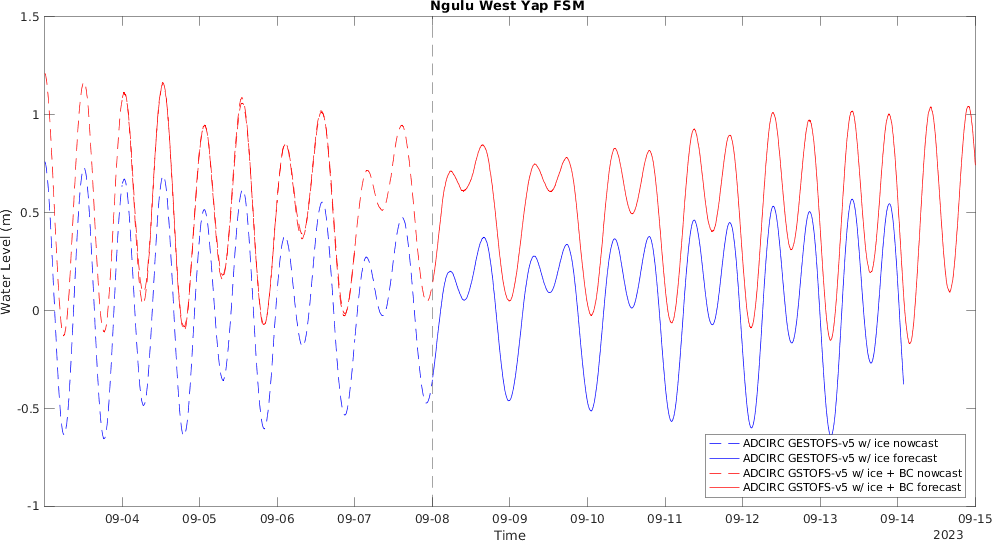 Ngulu West Yap FSM
1.5
1
0.5
0
-0.5
-1
Water Level (m)
ADCIRC GESTOFS-v5 w/ ice nowcast
ADCIRC GESTOFS-v5 w/ ice forecast
ADCIRC GSTOFS-v5 w/ ice + BC nowcast
ADCIRC GSTOFS-v5 w/ ice + BC forecast
09-04 09-05 09-06 09-07 09-08 09-09 09-10 09-11 09-12 09-13 09-14 09-15
Time
2023